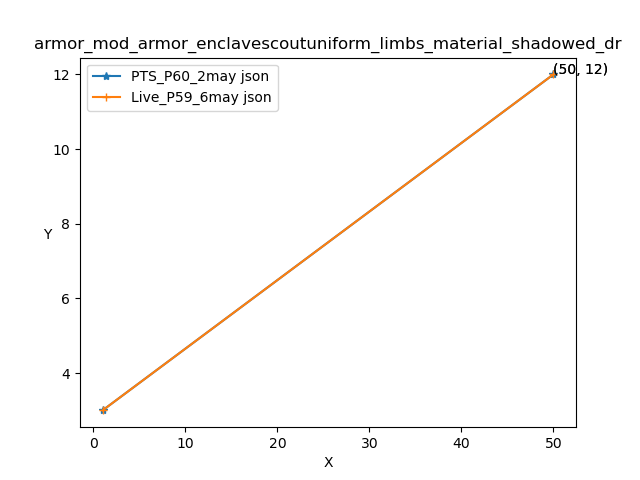 armor_mod_armor_enclavescoutuniform_limbs_material_shadowed_dr
PTS_P60_2may json
Live_P59_6may json
(50, 12)
12
10
8
6
4
Y
0 10 20 30 40 50
X